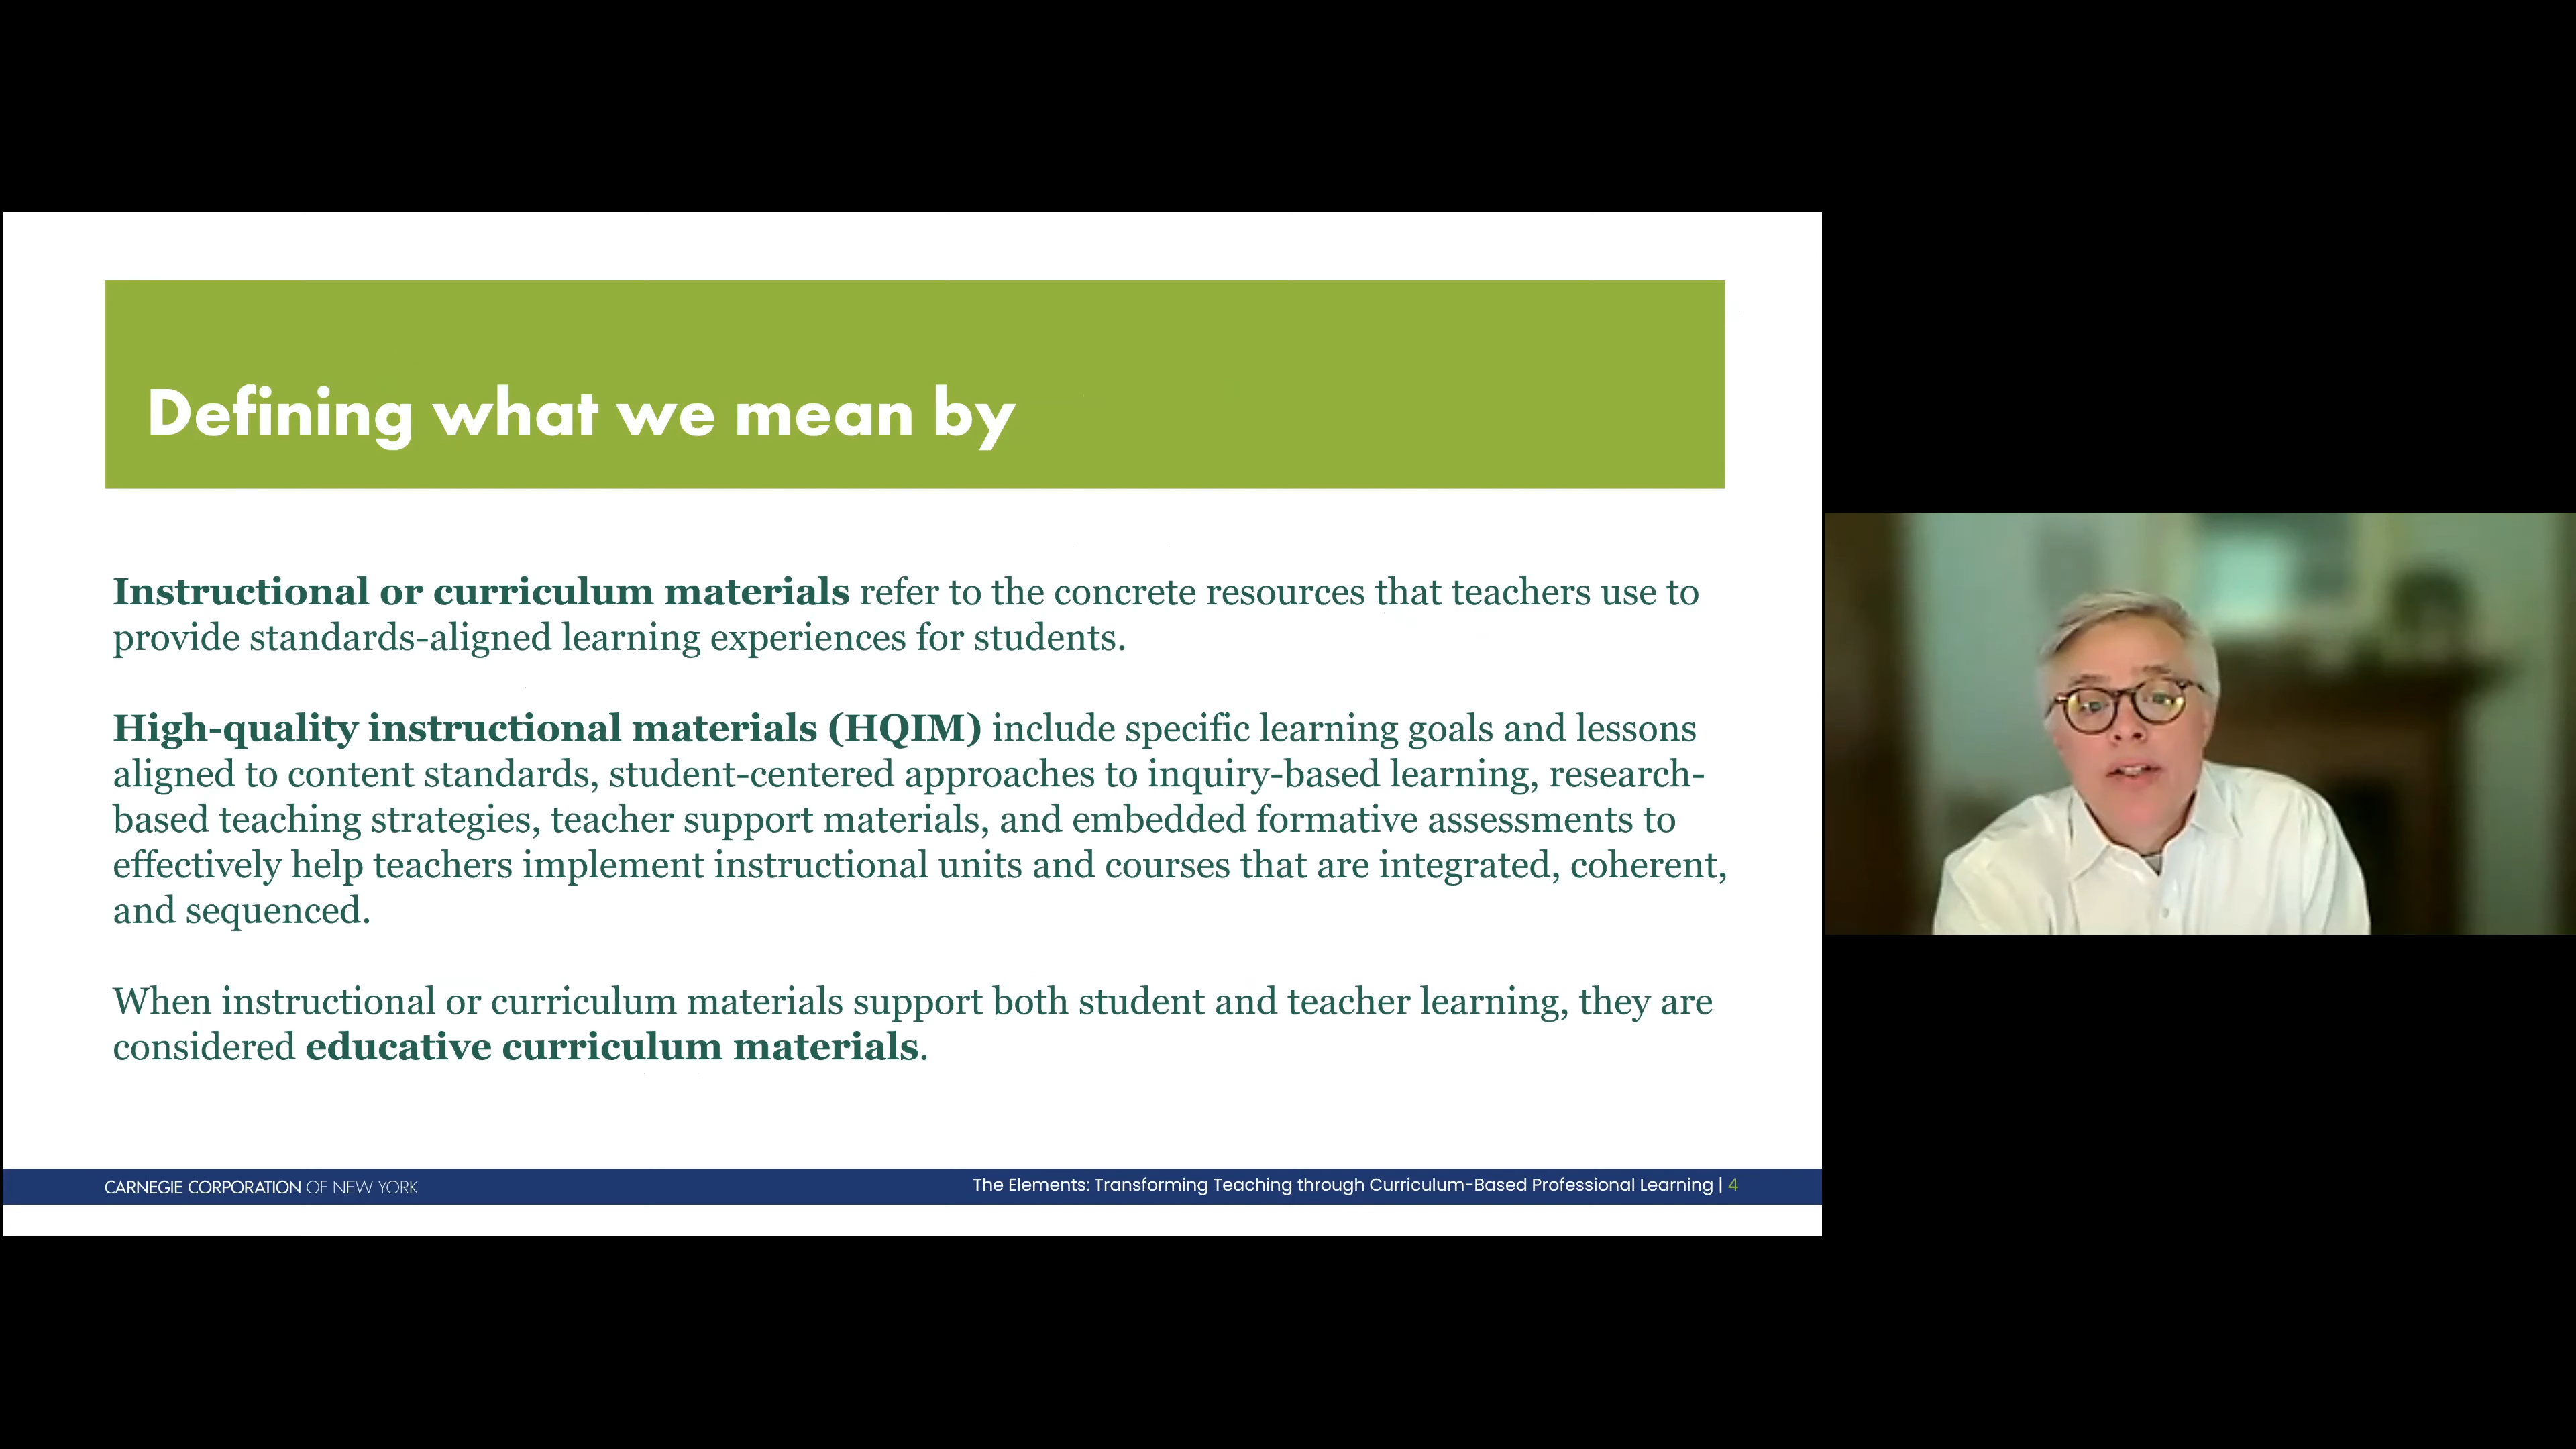 Defining what we mean by
Instructional or curriculum materials refer to the concrete resources that teachers use to
provide standards-aligned learning experiences for students.
High-quality instructional materials (HQIM) include specific learning goals and lessons
aligned to content standards, student-centered approaches to inquiry-based learning, research-
based teaching strategies, teacher support materials, and embedded formative assessments to
effectively help teachers implement instructional units and courses that are integrated, coherent,
and sequenced.
When instructional or curriculum materials support both student and teacher learning, they are
considered educative curriculum materials.
CARNEGIE CORPORATION OF NEW YORK
The Elements: Transforming Teaching through Curriculum-Based Professional Learning | 4